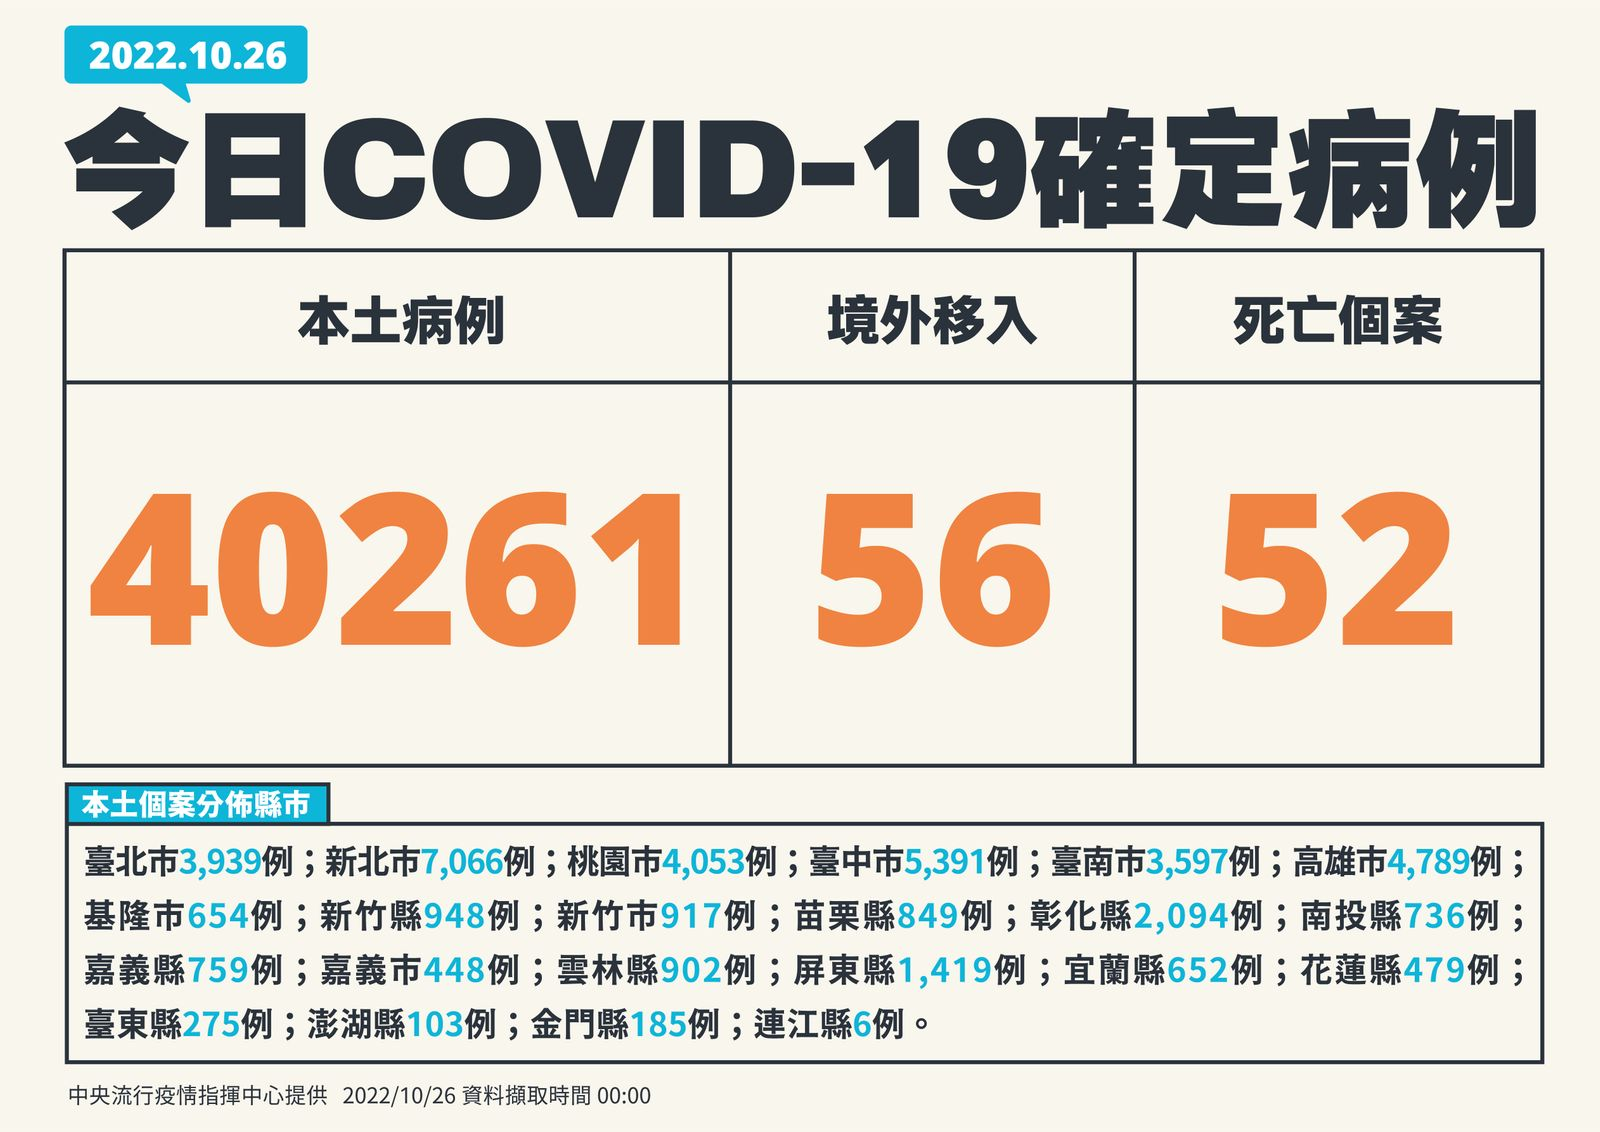 2022.10.26
今日COVID-19確定病例
本土病例 境外移入 死亡個案
40261 56 52
本土個案分佈縣市
臺北市3,939例；新北市7,066例；桃園市4,053例；臺中市5,391例；臺南市3,597例；高雄市4,789例；
基隆市654例；新竹縣948例；新竹市917例；苗栗縣849例；彰化縣2,094例；南投縣736例；
嘉義縣759例；嘉義市448例；雲林縣902例；屏東縣1,419例；宜蘭縣652例；花蓮縣479例；
臺東縣275例；澎湖縣103例；金門縣185例；連江縣6例。
中央流行疫情指揮中心提供 2022/10/26 資料擷取時間 00:00